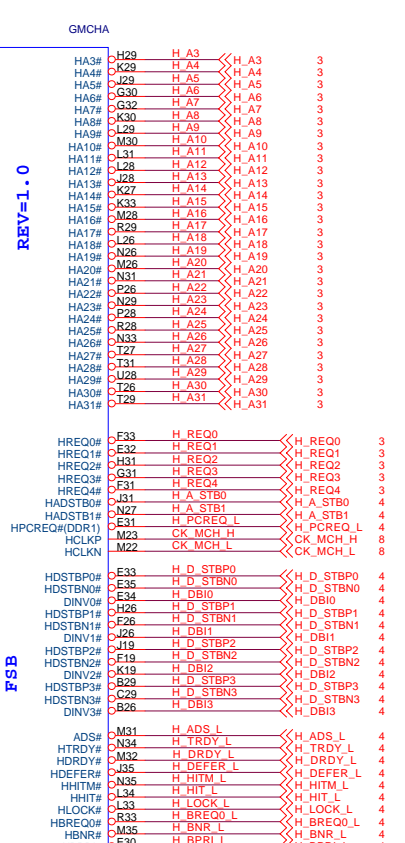 GMCHA
REV=1.0
HA3# H29 H_A3 H_A3 3
HA4# K29 H_A4 H_A4 3
HA5# J29 H_A5 H_A5 3
HA6# G30 H_A6 H_A6 3
HA7# G32 H_A7 H_A7 3
HA8# K30 H_A8 H_A8 3
HA9# L29 H_A9 H_A9 3
HA10# M30 H_A10 H_A10 3
HA11# L31 H_A11 H_A11 3
HA12# L28 H_A12 H_A12 3
HA13# J28 H_A13 H_A13 3
HA14# K27 H_A14 H_A14 3
HA15# K33 H_A15 H_A15 3
HA16# M28 H_A16 H_A16 3
HA17# R29 H_A17 H_A17 3
HA18# L26 H_A18 H_A18 3
HA19# N26 H_A19 H_A19 3
HA20# M26 H_A20 H_A20 3
HA21# N31 H_A21 H_A21 3
HA22# P26 H_A22 H_A22 3
HA23# N29 H_A23 H_A23 3
HA24# P28 H_A24 H_A24 3
HA25# R28 H_A25 H_A25 3
HA26# N33 H_A26 H_A26 3
HA27# T27 H_A27 H_A27 3
HA28# T31 H_A28 H_A28 3
HA29# U28 H_A29 H_A29 3
HA30# T26 H_A30 H_A30 3
HA31# T29 H_A31 H_A31 3
HREQ0# F33 H_REQ0 H_REQ0 3
HREQ1# E32 H_REQ1 H_REQ1 3
HREQ2# H31 H_REQ2 H_REQ2 3
HREQ3# G31 H_REQ3 H_REQ3 3
HREQ4# F31 H_REQ4 H_REQ4 3
HADSTB0# J31 H_A_STB0 H_A_STB0 4
HADSTB1# N27 H_A_STB1 H_A_STB1 4
HPCREQ#(DDR1) E31 H_PCREQ_L H_PCREQ_L 4
HCLKP M23 CK_MCH_H CK_MCH_H 8
HCLKN M22 CK_MCH_L CK_MCH_L 8
FSB
HDSTBP0# E33 H_D_STBP0 H_D_STBP0 4
HDSTBN0# E35 H_D_STBN0 H_D_STBN0 4
DINV0# E34 H_DBI0 H_DBI0 4
HDSTBP1# H26 H_D_STBP1 H_D_STBP1 4
HDSTBN1# F26 H_D_STBN1 H_D_STBN1 4
DINV1# J26 H_DBI1 H_DBI1 4
HDSTBP2# J19 H_D_STBP2 H_D_STBP2 4
HDSTBN2# F19 H_D_STBN2 H_D_STBN2 4
DINV2# K19 H_DBI2 H_DBI2 4
HDSTBP3# B29 H_D_STBP3 H_D_STBP3 4
HDSTBN3# C29 H_D_STBN3 H_D_STBN3 4
DINV3# B26 H_DBI3 H_DBI3 4
ADS# M31 H_ADS_L H_ADS_L 4
HTRDY# N34 H_TRDY_L H_TRDY_L 4
HDRDY# M32 H_DRDY_L H_DRDY_L 4
HDEFER# J35 H_DEFER_L H_DEFER_L 4
HHITM# N35 H_HITM_L H_HITM_L 4
HHIT# L34 H_HIT_L H_HIT_L 4
HLOCK# L33 H_LOCK_L H_LOCK_L 4
HBREQ0# R33 H_BREQ0_L H_BREQ0_L 4
HBNR# M35 H_BNR_L H_BNR_L 4
E30 H_BPRI_L